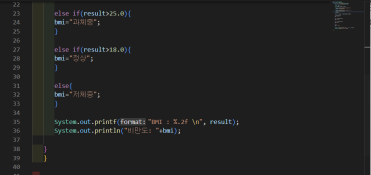 22
23 else if(result>25.0){
24 bmi="과체중";
25 }
26
27 else if(result>18.0){
28 bmi="정상";
29 }
30
31 else{
32 bmi="저체중";
33 }
34
35 System.out.printf(format:"BMI : %.2f \n", result);
36 System.out.println("비만도: "+bmi);
37
38 }
39 }
40
41